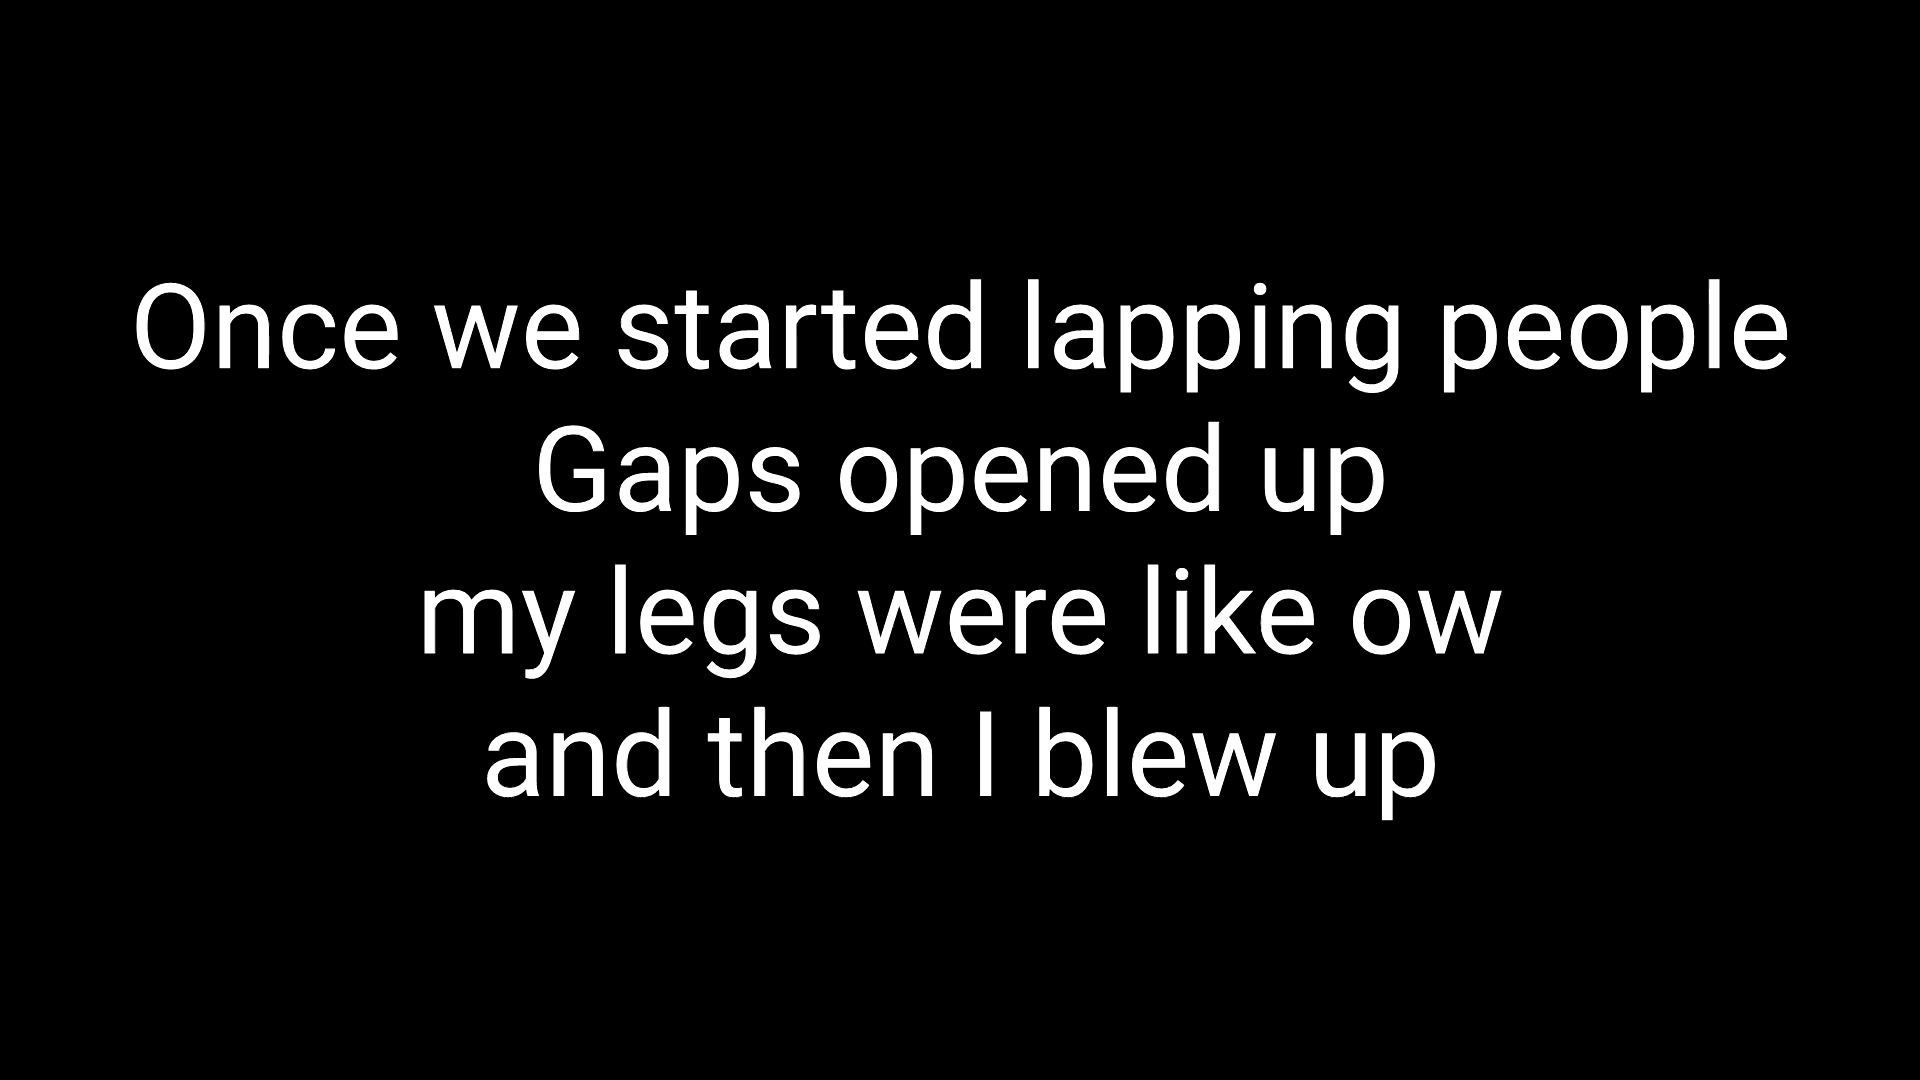 Once we started lapping people
Gaps opened up
my legs were like ow
and then I blew up